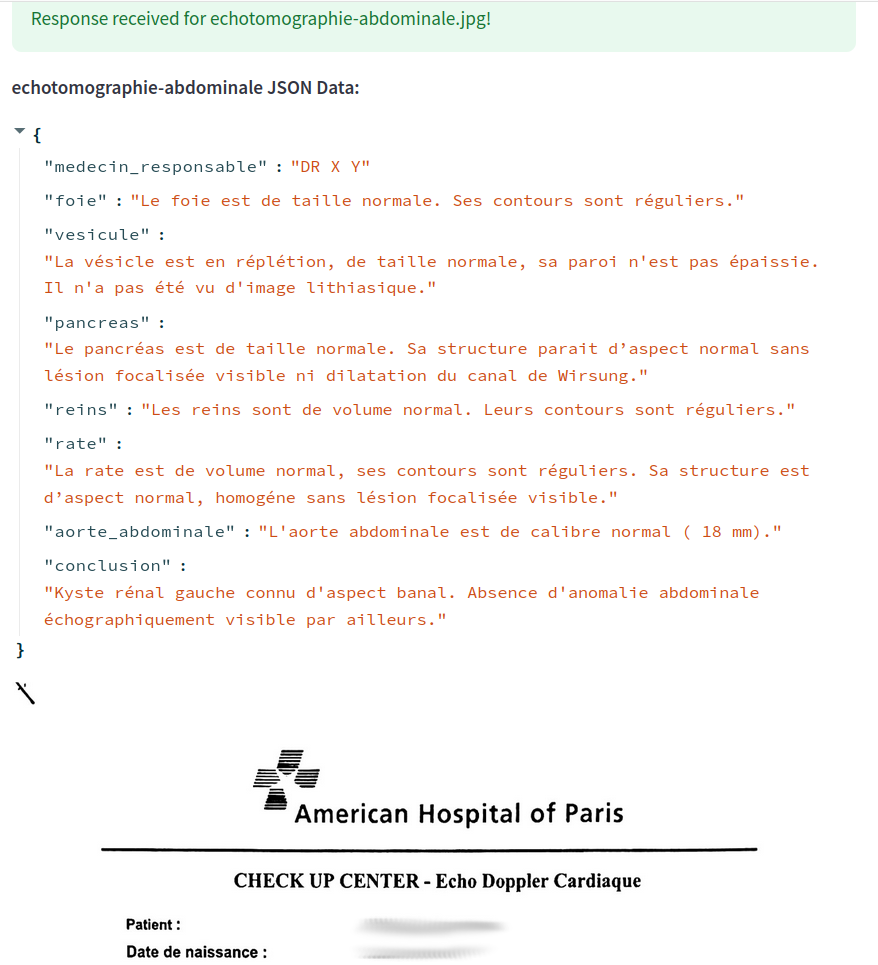 Response received for echotomographie-abdominale.jpg!
echotomographie-abdominale JSON Data:
{
"medecin_responsable" : "DR X Y"
"foie" : "Le foie est de taille normale. Ses contours sont réguliers."
"vesicule" :
"La vésicle est en réplétion, de taille normale, sa paroi n'est pas épaissie.
Il n'a pas été vu d'image lithiasique."
"pancreas" :
"Le pancréas est de taille normale. Sa structure parait d’aspect normal sans
lésion focalisée visible ni dilatation du canal de Wirsung."
"reins" : "Les reins sont de volume normal. Leurs contours sont réguliers."
"rate" :
"La rate est de volume normal, ses contours sont réguliers. Sa structure est
d’aspect normal, homogéne sans lésion focalisée visible."
"aorte_abdominale" : "L'aorte abdominale est de calibre normal ( 18 mm)."
"conclusion" :
"Kyste rénal gauche connu d'aspect banal. Absence d'anomalie abdominale
échographiquement visible par ailleurs."
}
American Hospital of Paris
CHECK UP CENTER - Echo Doppler Cardiaque
Patient :
Date de naissance :